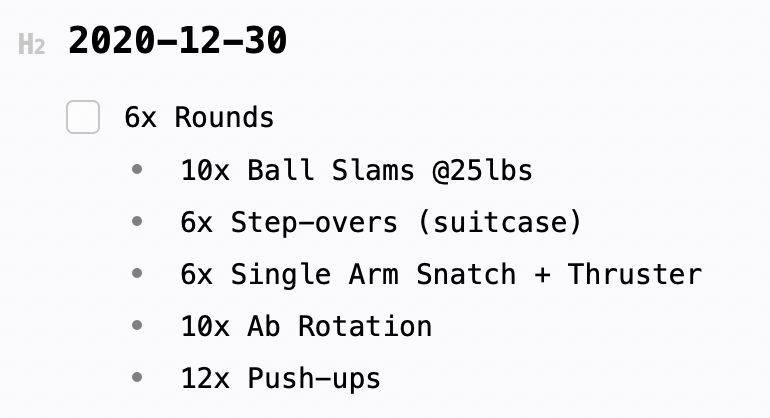 H2 2020-12-30
6x Rounds
10x Ball Slams @25lbs
6x Step-overs (suitcase)
6x Single Arm Snatch + Thruster
10x Ab Rotation
12x Push-ups